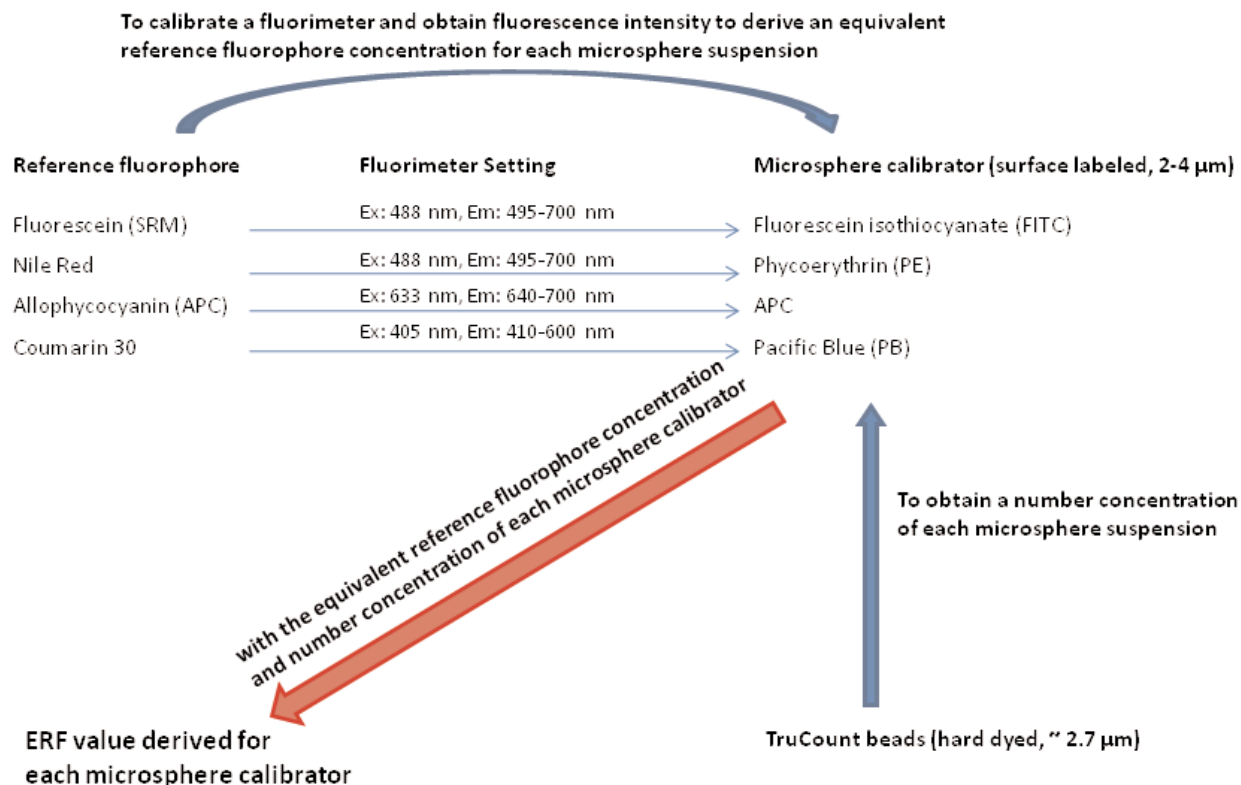 To calibrate a fluorimeter and obtain fluorescence intensity to derive an equivalent
reference fluorophore concentration for each microsphere suspension
Reference fluorophore
Fluorimeter Setting
Microsphere calibrator (surface labeled, 2-4 µm)
Fluorescein (SRM)
Ex: 488 nm, Em: 495-700 nm
Fluorescein isothiocyanate (FITC)
Nile Red
Ex: 488 nm, Em: 495-700 nm
Phycoerythrin (PE)
Allophycocyanin (APC)
Ex: 633 nm, Em: 640-700 nm
APC
Coumarin 30
Ex: 405 nm, Em: 410-600 nm
Pacific Blue (PB)
with the equivalent reference fluorophore concentration
and number concentration of each microsphere calibrator
To obtain a number concentration
of each microsphere suspension
ERF value derived for
each microsphere calibrator
TruCount beads (hard dyed, ~ 2.7 µm)